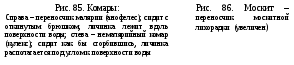 Рис. 85. Комары:
Справа – переносчик малярии (анофелес); сидит с
откинутым брюшком, личинка лежит вдоль
поверхности воды; слева – немалярийный комар
(кулекс); сидит как бы сгорбившись, личинка
располагается под углом к поверхности воды
Рис. 86. Москит –
переносчик москитной
лихорадки (увеличен)